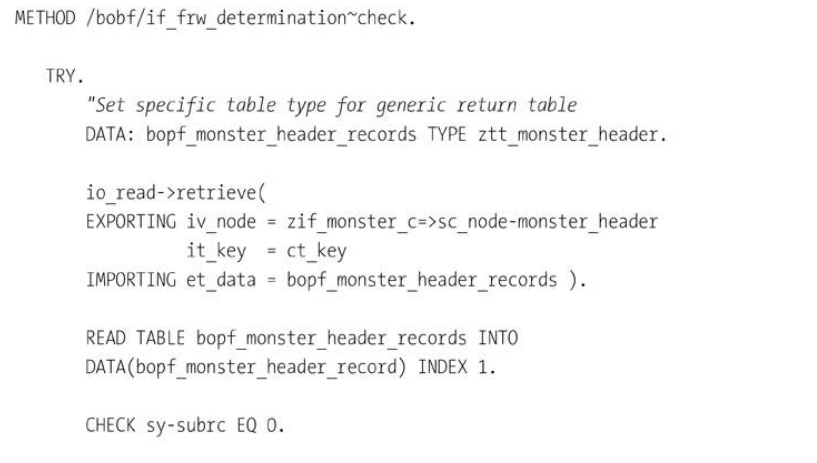 METHOD /bobf/if_frw_determination~check.
TRY.
"Set specific table type for generic return table
DATA: bopf_monster_header_records TYPE ztt_monster_header.
io_read->retrieve(
EXPORTING iv_node = zif_monster_c=>sc_node-monster_header
it_key = ct_key
IMPORTING et_data = bopf_monster_header_records ).
READ TABLE bopf_monster_header_records INTO
DATA(bopf_monster_header_record) INDEX 1.
CHECK sy-subrc EQ 0.